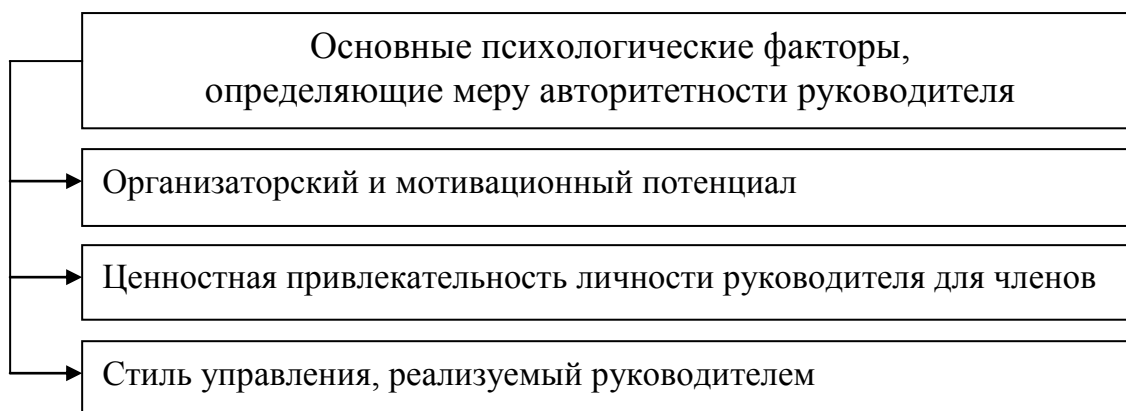 Основные психологические факторы,
определяющие меру авторитетности руководителя
Организаторский и мотивационный потенциал
Ценностная привлекательность личности руководителя для членов
Стиль управления, реализуемый руководителем